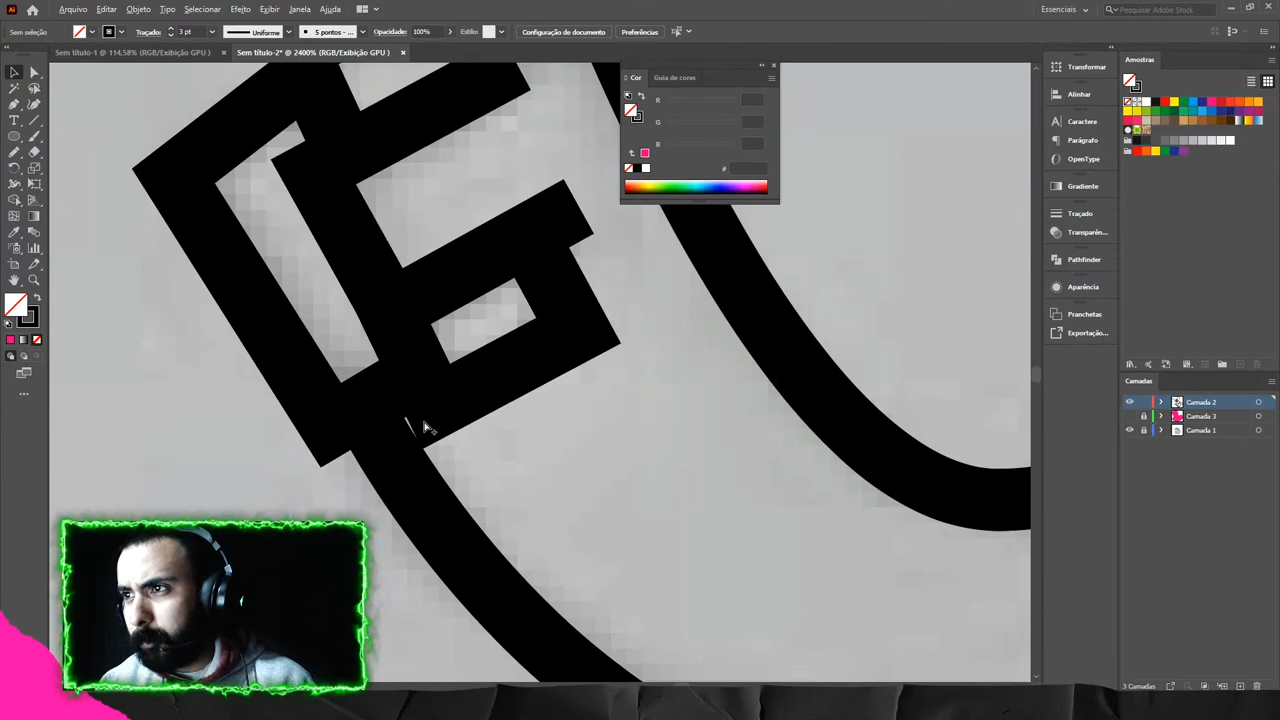 Ai Arquivo Editar Objeto Tipo Selecionar Efeito Exibir Janela Ajuda Essenciais Pesquisar Adobe Stock
Sem seleção Traçado: 3 pt Uniforme 5 pontos - ... Opacidade: 100% Estilo: Configuração de documento Preferências
Sem título-1 @ 114,58% (RGB/Exibição GPU ) × Sem título-2* @ 2400% (RGB/Exibição GPU ) ×
Cor Guia de cores
R
G
B
#
Transformar
Alinhar
Caractere
Parágrafo
OpenType
Gradiente
Traçado
Transparên...
Pathfinder
Aparência
Pranchetas
Exportação...
Amostras
Camadas
Camada 2
Camada 3
Camada 1
3 Camadas